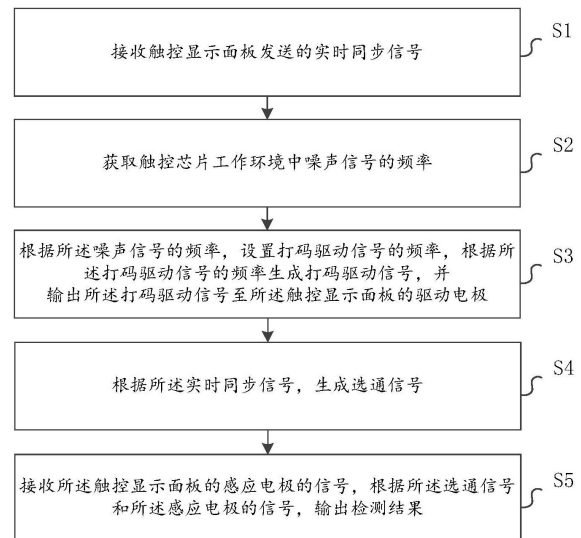 接收触控显示面板发送的实时同步信号
S1
获取触控芯片工作环境中噪声信号的频率
S2
根据所述噪声信号的频率，设置打码驱动信号的频率，根据所
述打码驱动信号的频率生成打码驱动信号，并
输出所述打码驱动信号至所述触控显示面板的驱动电极
S3
根据所述实时同步信号，生成选通信号
S4
接收所述触控显示面板的感应电极的信号，根据所述选通信号
和所述感应电极的信号，输出检测结果
S5